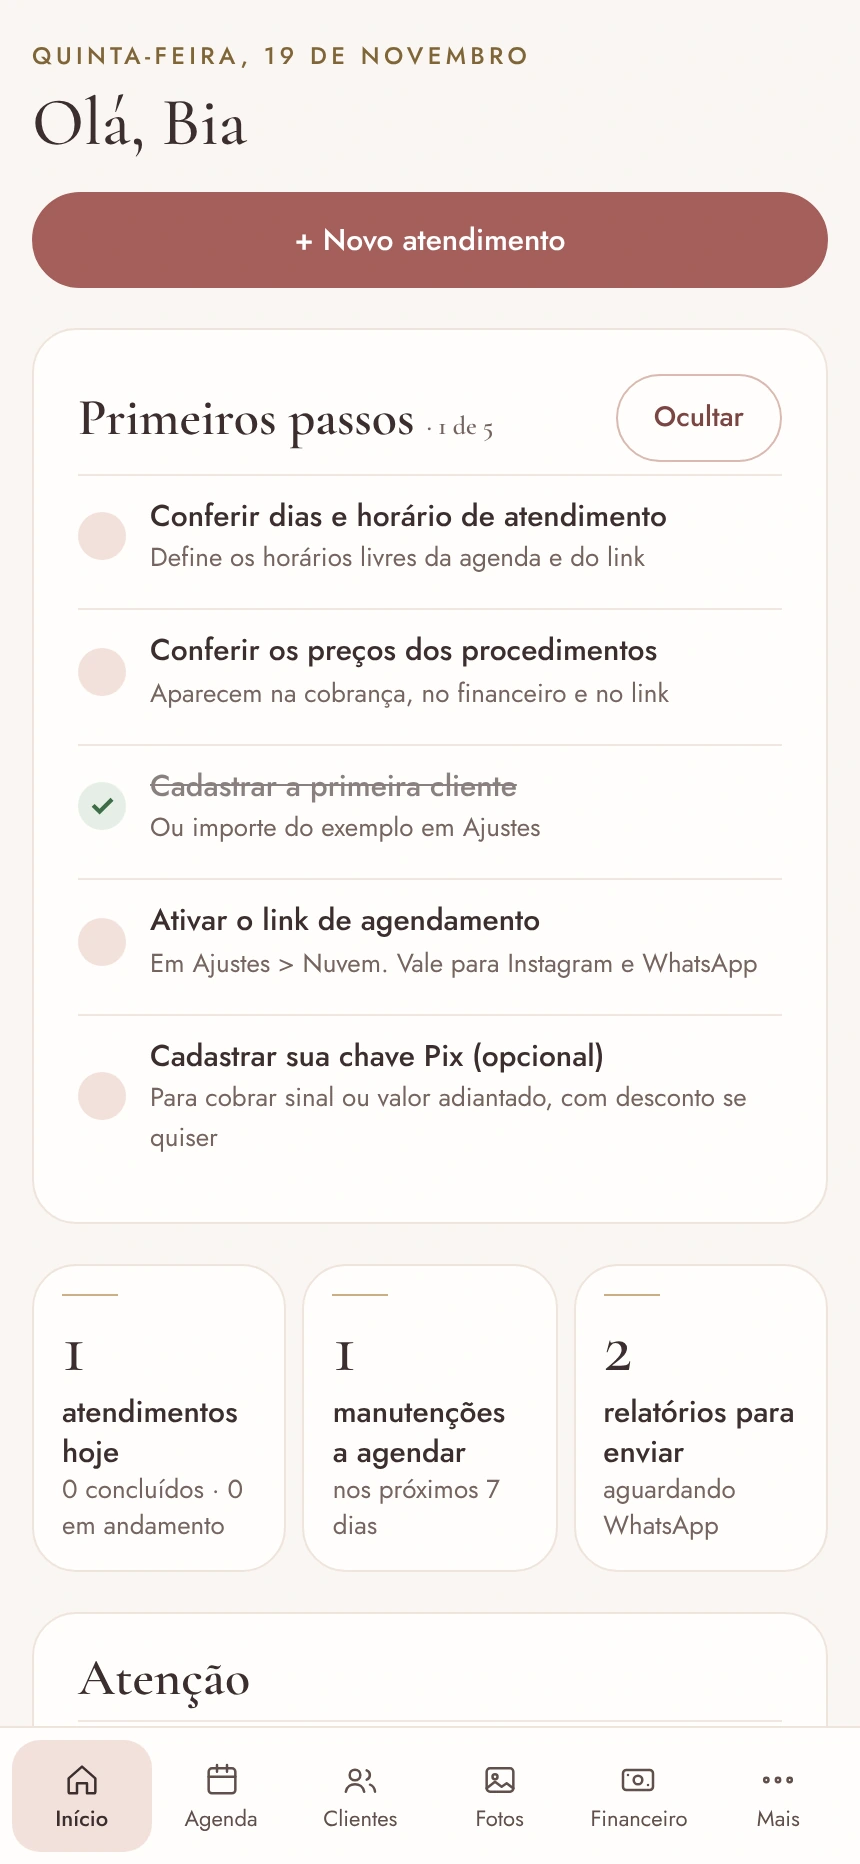 QUINTA-FEIRA, 19 DE NOVEMBRO
Olá, Bia
+ Novo atendimento
Primeiros passos · 1 de 5
Ocultar
Conferir dias e horário de atendimento
Define os horários livres da agenda e do link
Conferir os preços dos procedimentos
Aparecem na cobrança, no financeiro e no link
Cadastrar a primeira cliente
Ou importe do exemplo em Ajustes
Ativar o link de agendamento
Em Ajustes > Nuvem. Vale para Instagram e WhatsApp
Cadastrar sua chave Pix (opcional)
Para cobrar sinal ou valor adiantado, com desconto se
quiser
1
atendimentos
hoje
0 concluídos · 0
em andamento
1
manutenções
a agendar
nos próximos 7
dias
2
relatórios para
enviar
aguardando
WhatsApp
Atenção
Início
Agenda
Clientes
Fotos
Financeiro
Mais